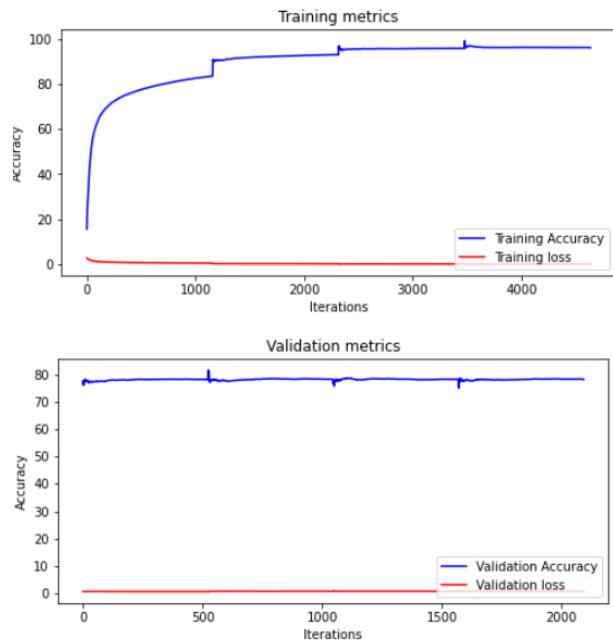 Training metrics
100
80
60
40
20
0
Accuracy
Training Accuracy
Training loss
0 1000 2000 3000 4000
Iterations
Validation metrics
80
70
60
50
40
30
20
10
0
Accuracy
Validation Accuracy
Validation loss
0 500 1000 1500
Iterations